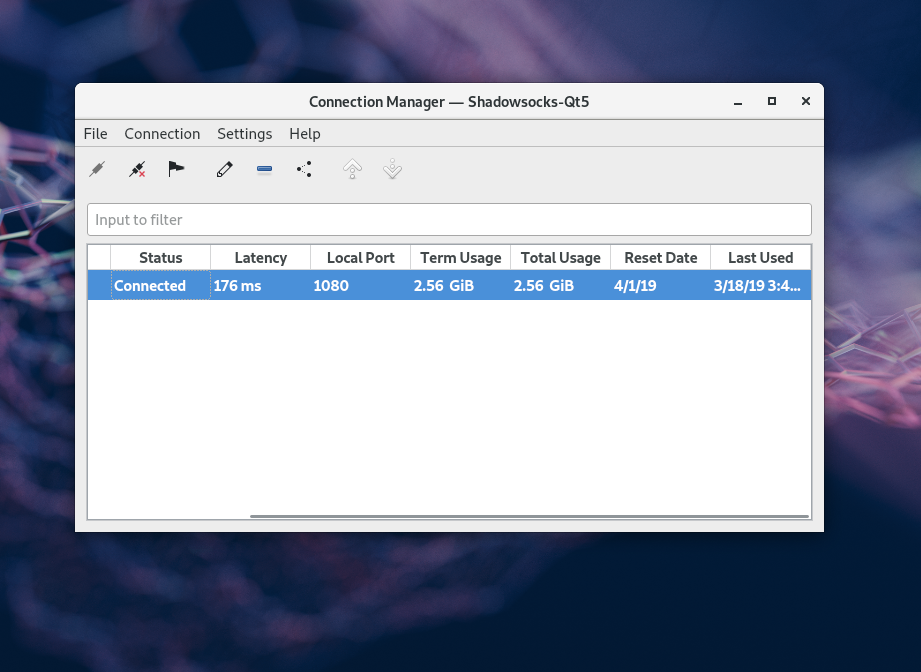 Connection Manager — Shadowsocks-Qt5
File Connection Settings Help
Input to filter
Status Latency Local Port Term Usage Total Usage Reset Date Last Used
Connected 176 ms 1080 2.56 GiB 2.56 GiB 4/1/19 3/18/19 3:4...